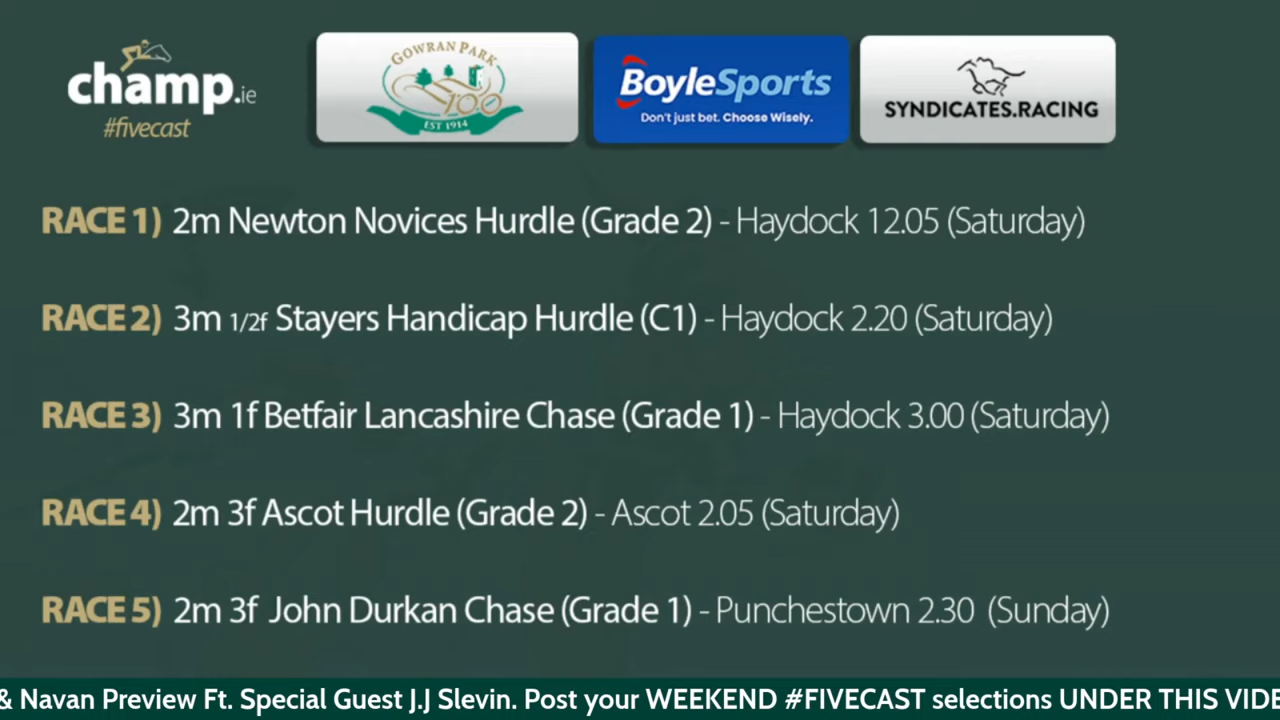 champ.ie
#fivecast
GOWRAN PARK
100
EST 1914
BoyleSports
Don't just bet. Choose Wisely.
SYNDICATES.RACING
RACE 1) 2m Newton Novices Hurdle (Grade 2) - Haydock 12.05 (Saturday)
RACE 2) 3m 1/2f Stayers Handicap Hurdle (C1) - Haydock 2.20 (Saturday)
RACE 3) 3m 1f Betfair Lancashire Chase (Grade 1) - Haydock 3.00 (Saturday)
RACE 4) 2m 3f Ascot Hurdle (Grade 2) - Ascot 2.05 (Saturday)
RACE 5) 2m 3f John Durkan Chase (Grade 1) - Punchestown 2.30 (Sunday)
& Navan Preview Ft. Special Guest J.J Slevin. Post your WEEKEND #FIVECAST selections UNDER THIS VIDE